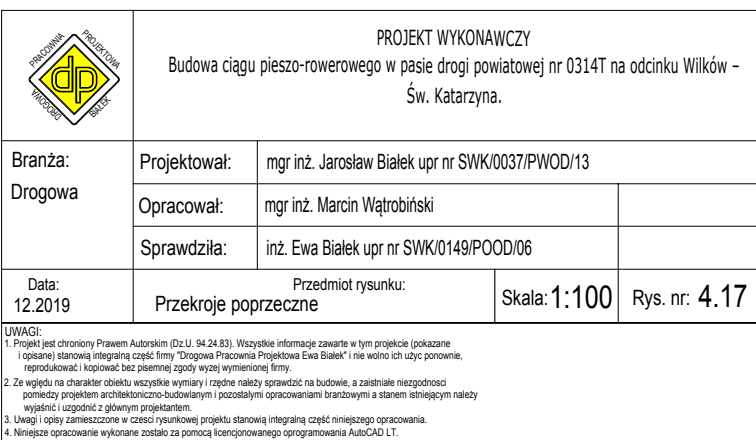 PRACOWNIA PROJEKTOWA
dp
DROGOWA BIAŁEK
PROJEKT WYKONAWCZY
Budowa ciągu pieszo-rowerowego w pasie drogi powiatowej nr 0314T na odcinku Wilków –
Św. Katarzyna.
Branża:
Drogowa
Projektował: mgr inż. Jarosław Białek upr nr SWK/0037/PWOD/13
Opracował: mgr inż. Marcin Wątrobiński
Sprawdziła: inż. Ewa Białek upr nr SWK/0149/POOD/06
Data:
12.2019
Przedmiot rysunku:
Przekroje poprzeczne
Skala: 1:100
Rys. nr: 4.17
UWAGI:
1. Projekt jest chroniony Prawem Autorskim (Dz.U. 94.24.83). Wszystkie informacje zawarte w tym projekcie (pokazane
i opisane) stanowią integralną część firmy "Drogowa Pracownia Projektowa Ewa Białek" i nie wolno ich użyc ponownie,
reprodukować i kopiować bez pisemnej zgody wyzej wymienionej firmy.
2. Ze względu na charakter obiektu wszystkie wymiary i rzędne należy sprawdzić na budowie, a zaistniałe niezgodnosci
pomiedzy projektem architektoniczno-budowlanym i pozostalymi opracowaniami branżowymi a stanem istniejącym należy
wyjaśnić i uzgodnić z głównym projektantem.
3. Uwagi i opisy zamieszczone w czesci rysunkowej projektu stanowią integralną część niniejszego opracowania.
4. Niniejsze opracowanie wykonane zostało za pomocą licencjonowanego oprogramowania AutoCAD LT.